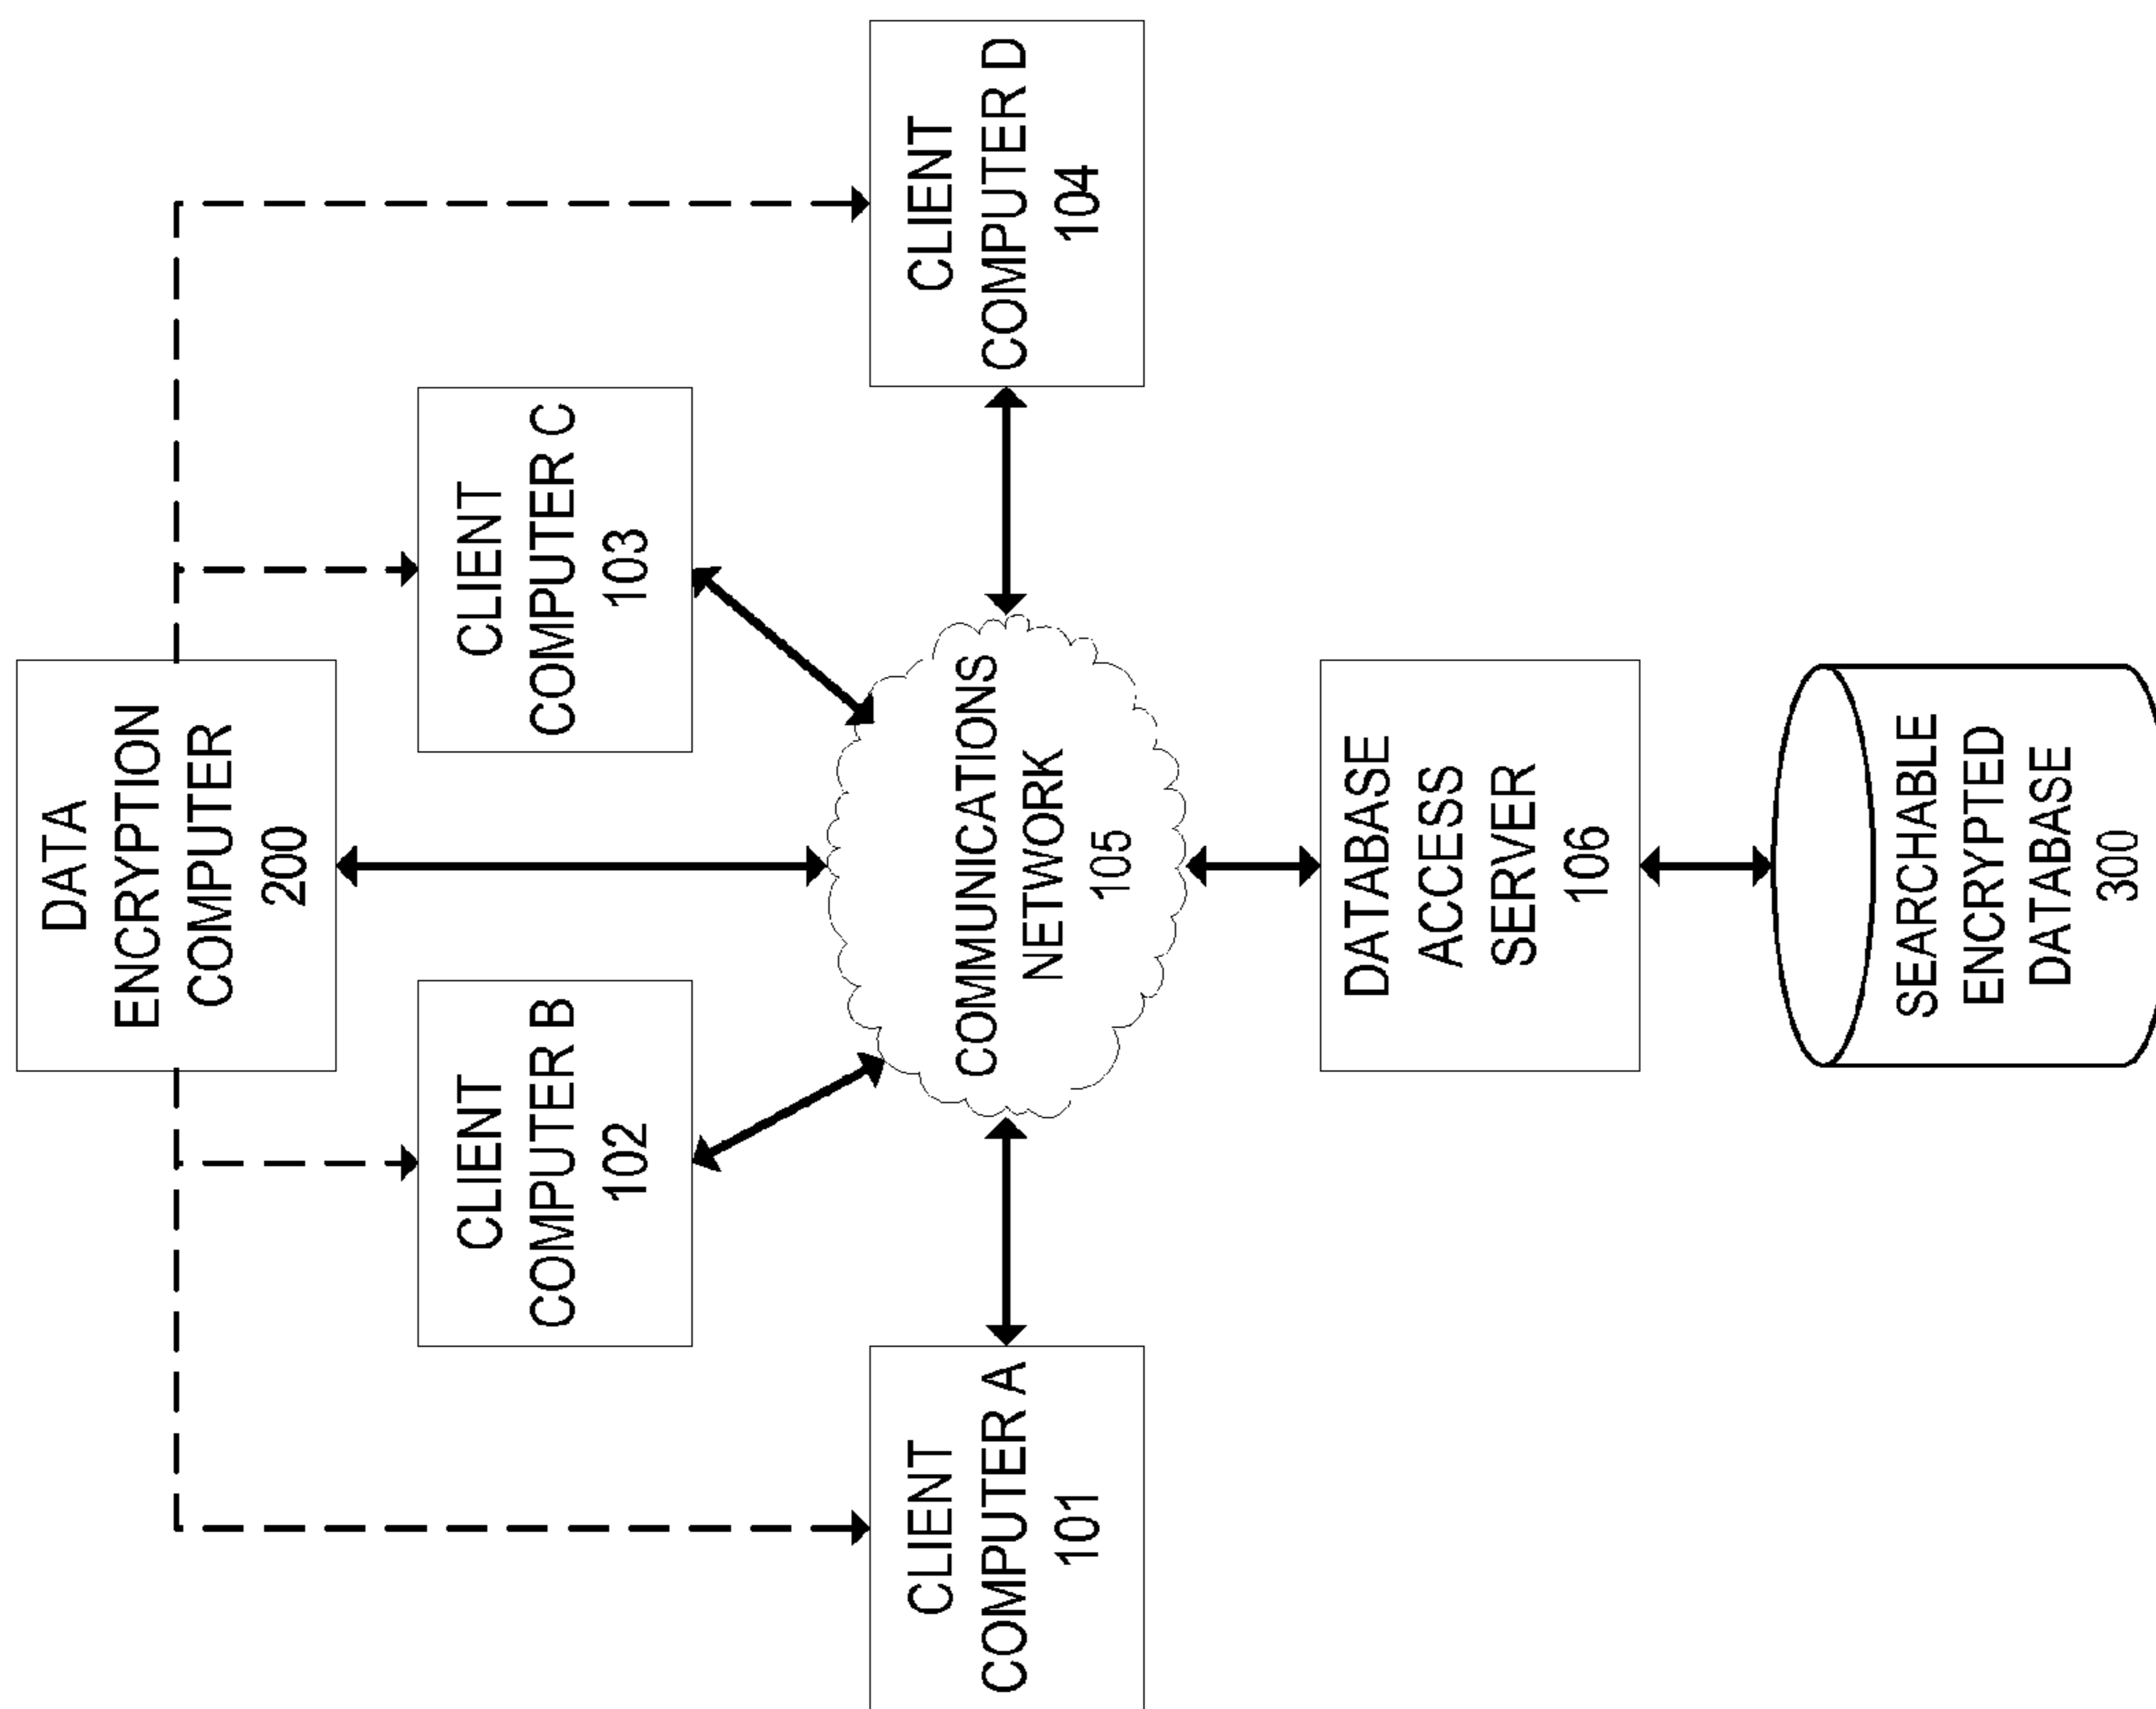 DATA
ENCRYPTION
COMPUTER
200
CLIENT
COMPUTER A
101
CLIENT
COMPUTER B
102
CLIENT
COMPUTER C
103
CLIENT
COMPUTER D
104
COMMUNICATIONS
NETWORK
105
DATABASE
ACCESS
SERVER
106
SEARCHABLE
ENCRYPTED
DATABASE
300